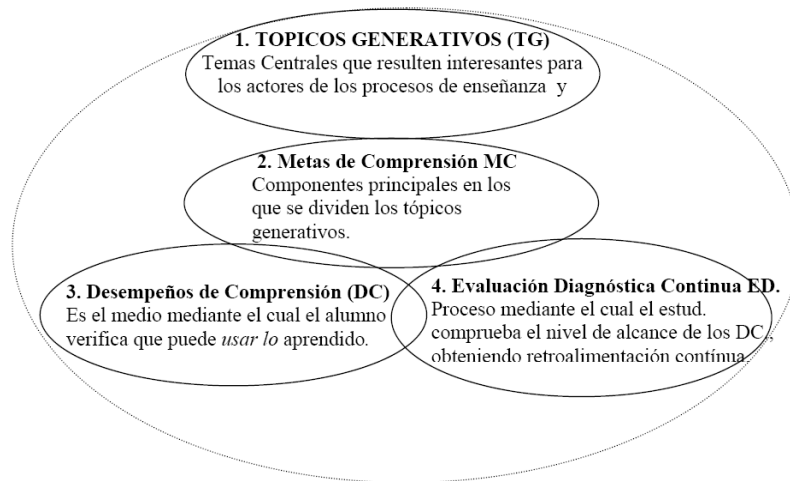 1. TOPICOS GENERATIVOS (TG)
Temas Centrales que resulten interesantes para
los actores de los procesos de enseñanza y
2. Metas de Comprensión MC
Componentes principales en los
que se dividen los tópicos
generativos.
3. Desempeños de Comprensión (DC)
Es el medio mediante el cual el alumno
verifica que puede usar lo aprendido.
4. Evaluación Diagnóstica Continua ED.
Proceso mediante el cual el estud.
comprueba el nivel de alcance de los DC.,
obteniendo retroalimentación contínua.